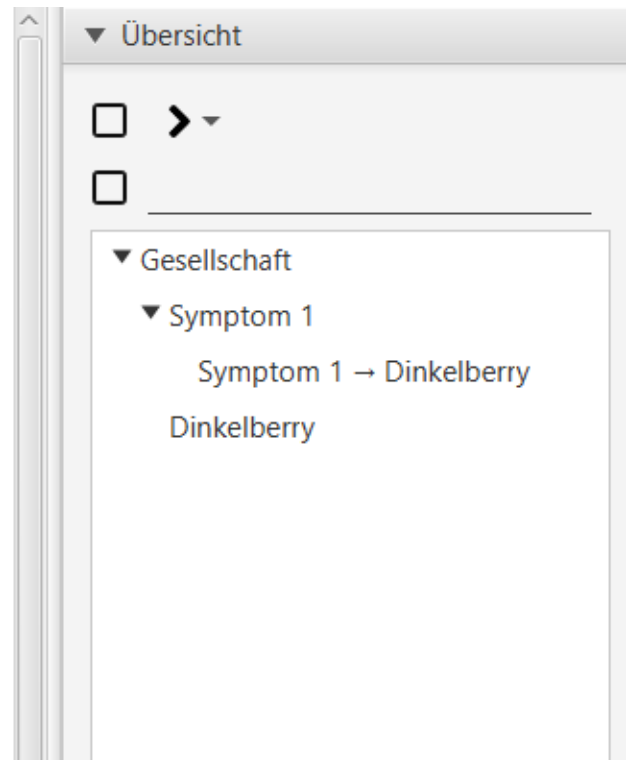 Übersicht
Gesellschaft
Symptom 1
Symptom 1 → Dinkelberry
Dinkelberry